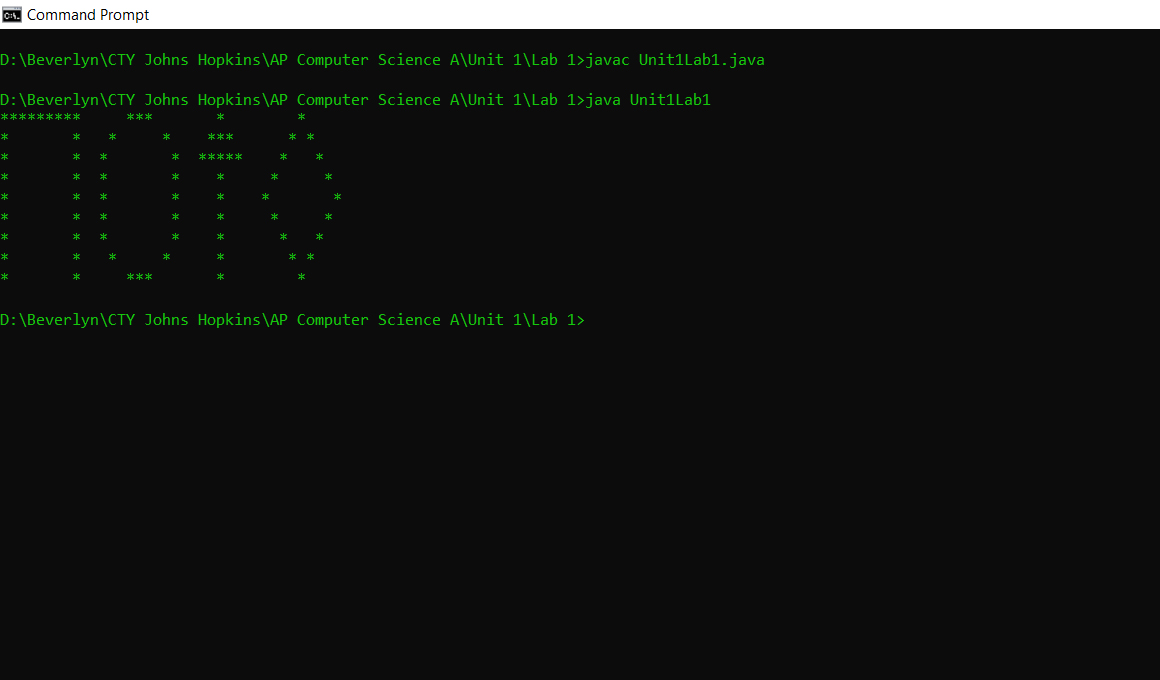 Command Prompt
D:\Beverlyn\CTY Johns Hopkins\AP Computer Science A\Unit 1\Lab 1>javac Unit1Lab1.java
D:\Beverlyn\CTY Johns Hopkins\AP Computer Science A\Unit 1\Lab 1>java Unit1Lab1
*********     ***       *        *
*       *   *     *    ***      * *
*       *  *       *  *****    *   *
*       *  *       *    *     *     *
*       *  *       *    *    *       *
*       *  *       *    *     *     *
*       *  *       *    *      *   *
*       *   *     *     *       * *
*       *     ***       *        *
D:\Beverlyn\CTY Johns Hopkins\AP Computer Science A\Unit 1\Lab 1>